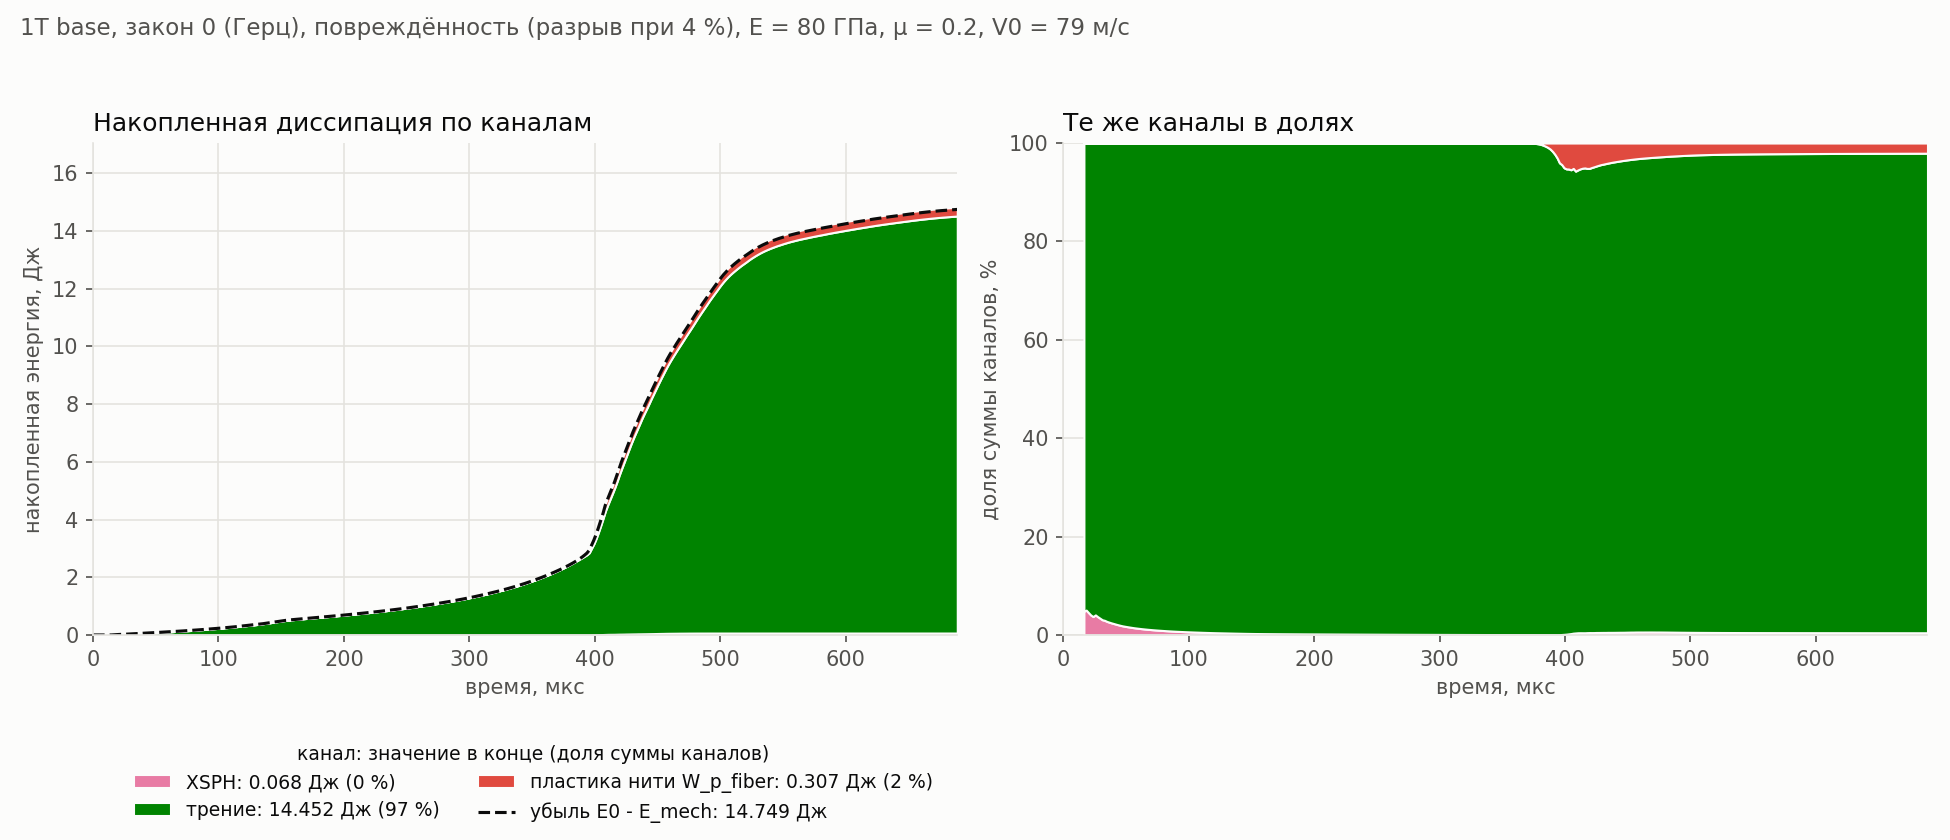 1T base, закон 0 (Герц), повреждённость (разрыв при 4 %), E = 80 ГПа, μ = 0.2, V0 = 79 м/с
Накопленная диссипация по каналам
накопленная энергия, Дж
16
14
12
10
8
6
4
2
0
0 100 200 300 400 500 600
время, мкс
Те же каналы в долях
доля суммы каналов, %
100
80
60
40
20
0
0 100 200 300 400 500 600
время, мкс
канал: значение в конце (доля суммы каналов)
XSPH: 0.068 Дж (0 %)
трение: 14.452 Дж (97 %)
пластика нити W_p_fiber: 0.307 Дж (2 %)
убыль E0 - E_mech: 14.749 Дж